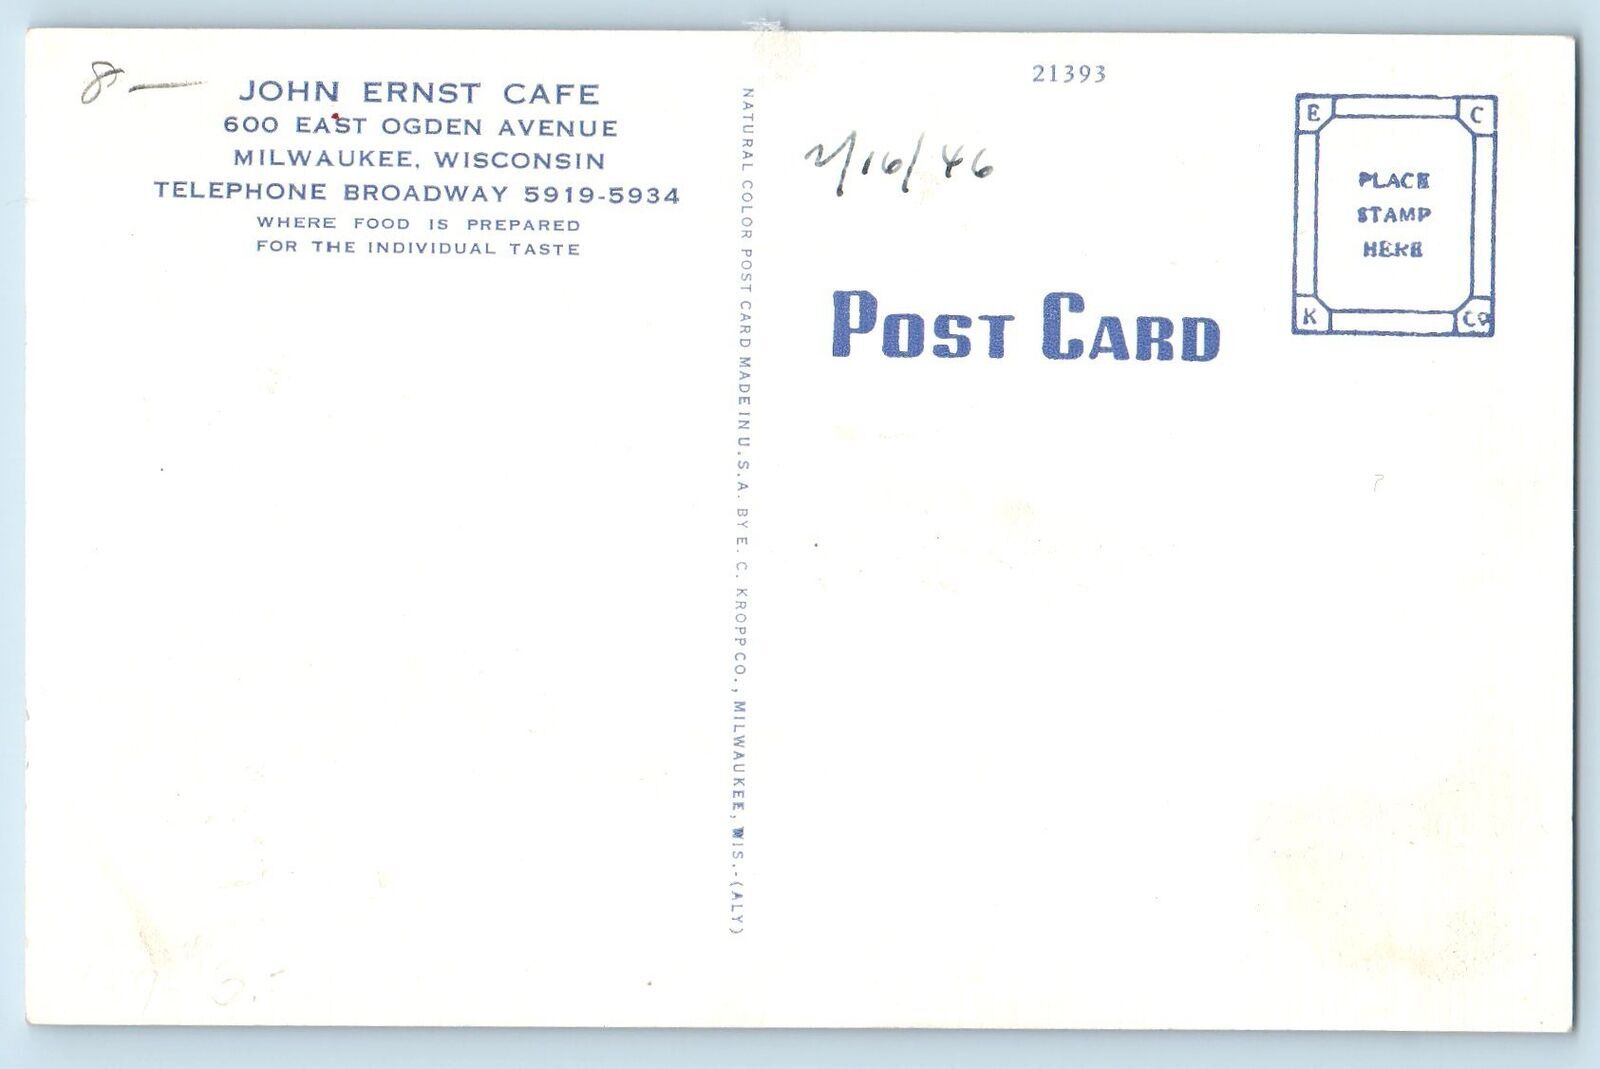 8-
JOHN ERNST CAFE
600 EAST OGDEN AVENUE
MILWAUKEE, WISCONSIN
TELEPHONE BROADWAY 5919-5934
WHERE FOOD IS PREPARED
FOR THE INDIVIDUAL TASTE
NATURAL COLOR POST CARD MADE IN U.S.A. BY E. C. KROPP CO., MILWAUKEE, WIS.-(ALY)
21393
2/16/46
POST CARD
E C
PLACE
STAMP
HERE
K CO